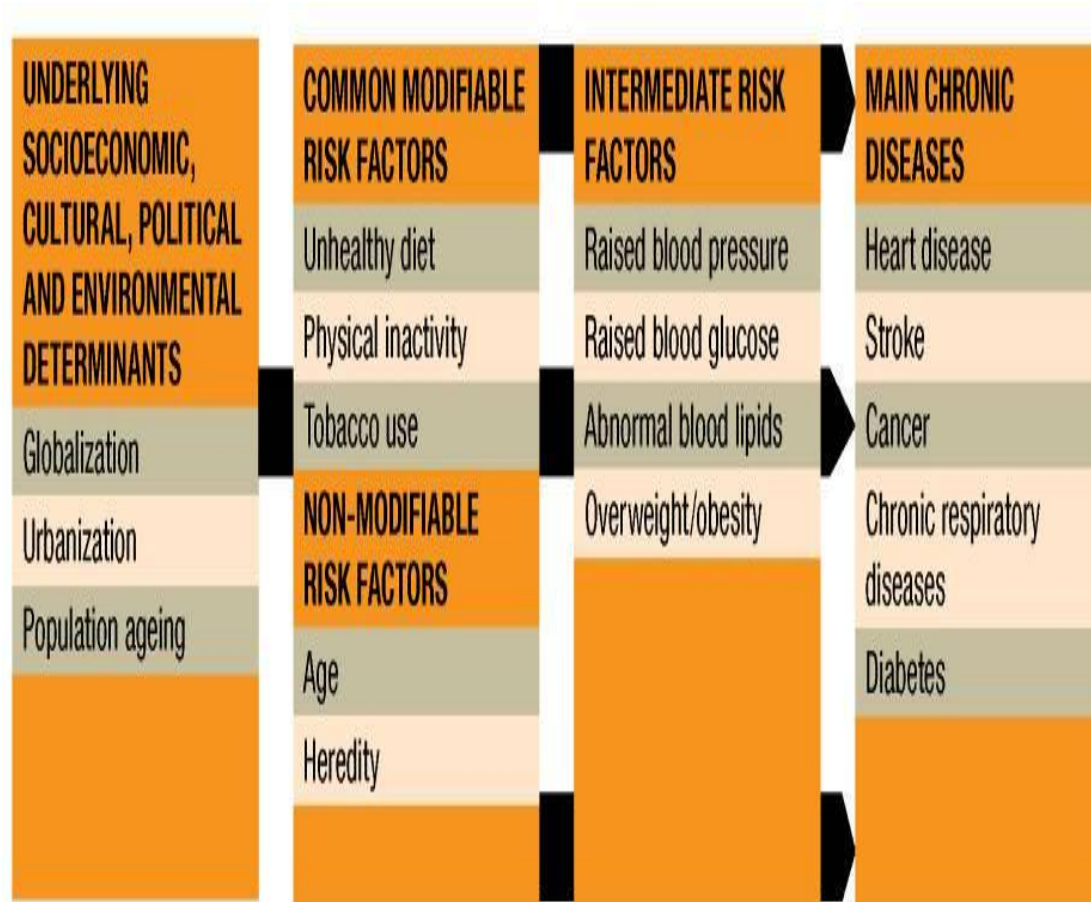 UNDERLYING
SOCIOECONOMIC,
CULTURAL, POLITICAL
AND ENVIRONMENTAL
DETERMINANTS
Globalization
Urbanization
Population ageing
COMMON MODIFIABLE
RISK FACTORS
Unhealthy diet
Physical inactivity
Tobacco use
NON-MODIFIABLE
RISK FACTORS
Age
Heredity
INTERMEDIATE RISK
FACTORS
Raised blood pressure
Raised blood glucose
Abnormal blood lipids
Overweight/obesity
MAIN CHRONIC
DISEASES
Heart disease
Stroke
Cancer
Chronic respiratory
diseases
Diabetes